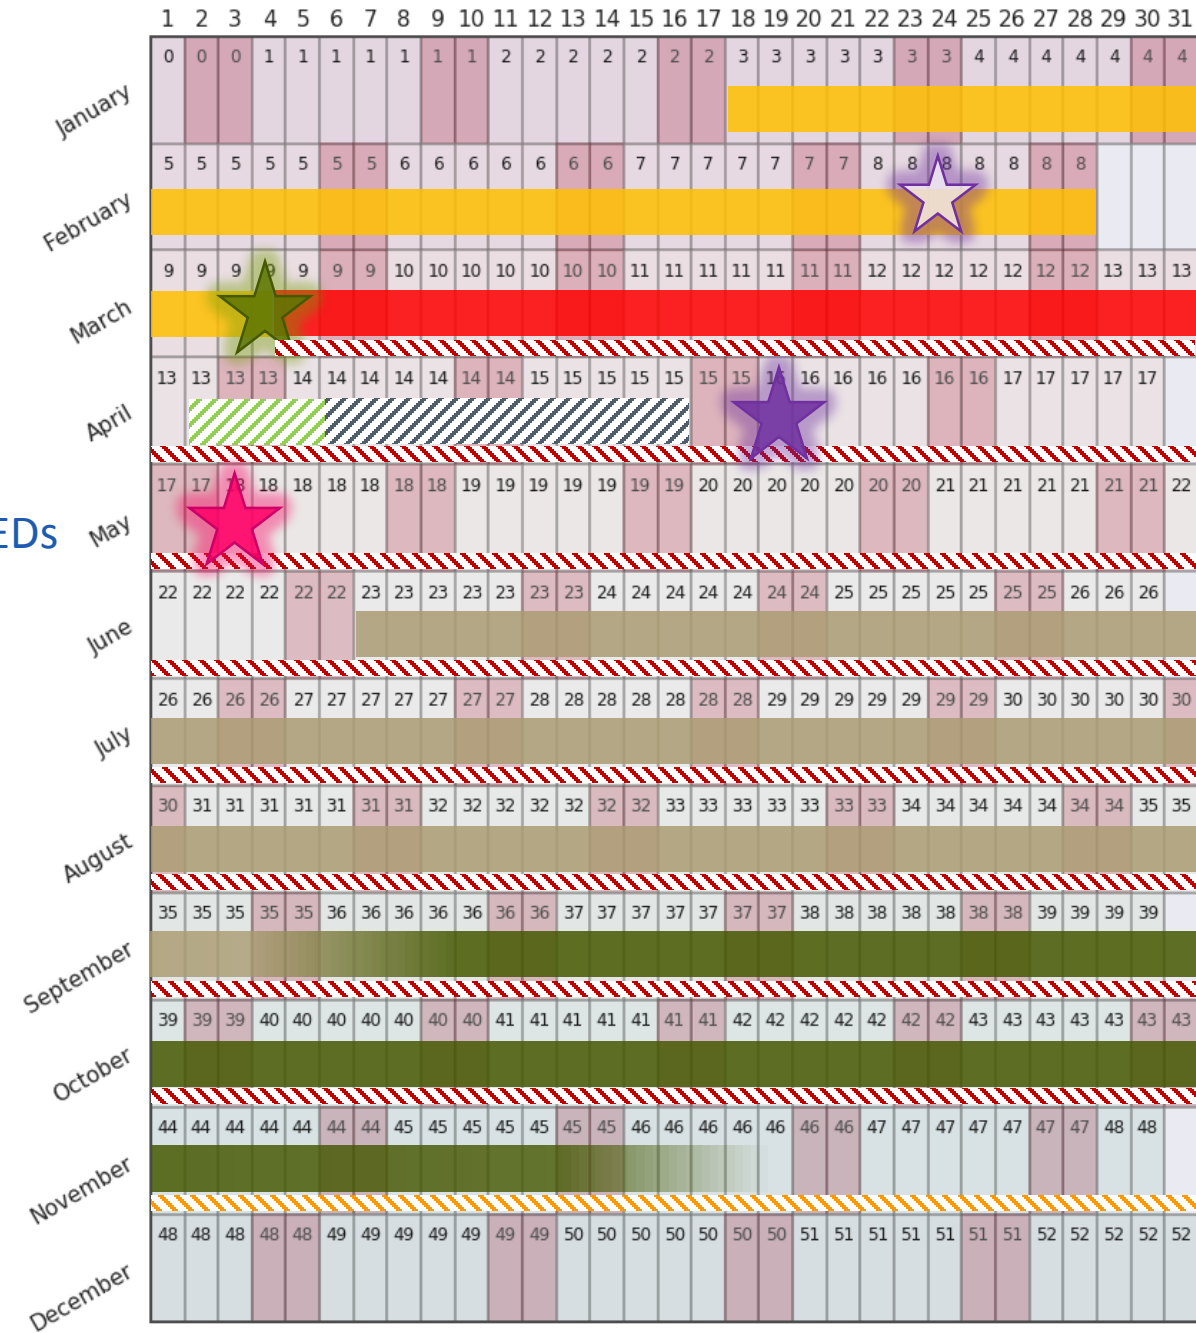 1 2 3 4 5 6 7 8 9 10 11 12 13 14 15 16 17 18 19 20 21 22 23 24 25 26 27 28 29 30 31
January 0 0 0 1 1 1 1 1 1 1 2 2 2 2 2 2 2 3 3 3 3 3 3 3 4 4 4 4 4 4 4
February 5 5 5 5 5 5 5 6 6 6 6 6 6 6 7 7 7 7 7 7 7 8 8 8 8 8 8 8
March 9 9 9 9 9 9 9 10 10 10 10 10 10 10 11 11 11 11 11 11 11 12 12 12 12 12 12 12 13 13 13
April 13 13 13 13 14 14 14 14 14 14 14 15 15 15 15 15 15 15 16 16 16 16 16 16 16 17 17 17 17 17
May 17 17 18 18 18 18 18 18 18 19 19 19 19 19 19 19 20 20 20 20 20 20 20 21 21 21 21 21 21 21 22
EDs
June 22 22 22 22 22 22 23 23 23 23 23 23 23 24 24 24 24 24 24 24 25 25 25 25 25 25 25 26 26 26
July 26 26 26 26 27 27 27 27 27 27 27 28 28 28 28 28 28 28 29 29 29 29 29 29 29 30 30 30 30 30 30
August 30 31 31 31 31 31 31 31 32 32 32 32 32 32 32 33 33 33 33 33 33 33 34 34 34 34 34 34 34 35 35
September 35 35 35 35 35 36 36 36 36 36 36 36 37 37 37 37 37 37 37 38 38 38 38 38 38 38 39 39 39 39
October 39 39 39 40 40 40 40 40 40 40 41 41 41 41 41 41 41 42 42 42 42 42 42 42 43 43 43 43 43 43 43
November 44 44 44 44 44 44 44 45 45 45 45 45 45 45 46 46 46 46 46 46 46 47 47 47 47 47 47 47 48 48
December 48 48 48 48 48 49 49 49 49 49 49 49 50 50 50 50 50 50 50 51 51 51 51 51 51 51 52 52 52 52 52